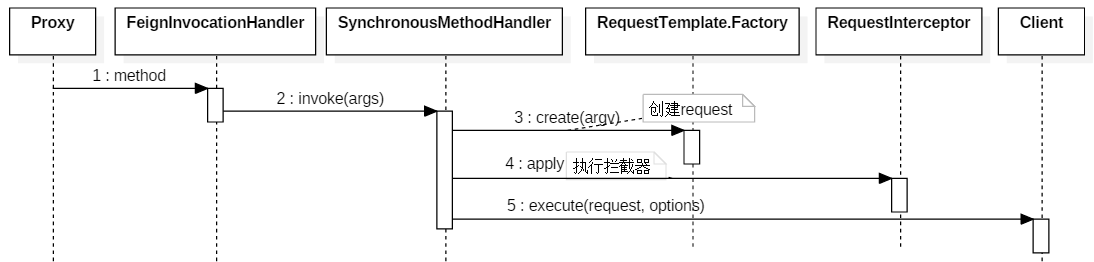 Proxy
FeignInvocationHandler
SynchronousMethodHandler
RequestTemplate.Factory
RequestInterceptor
Client
1 : method
2 : invoke(args)
3 : create(argv)
创建request
4 : apply
执行拦截器
5 : execute(request, options)